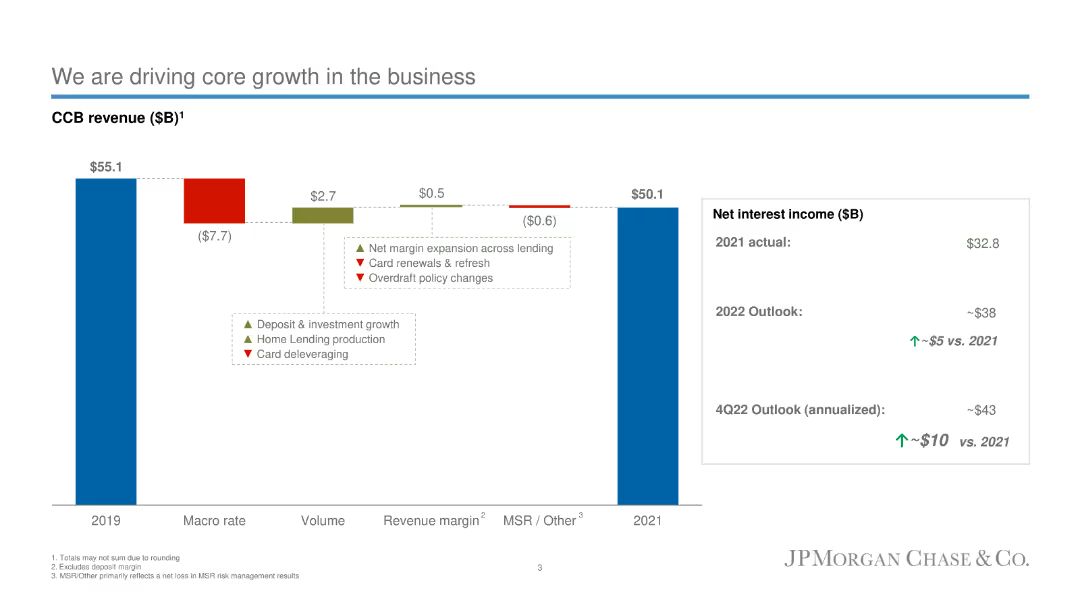 We are driving core growth in the business
CCB revenue ($B)1
$55.1
($7.7)
$2.7
$0.5
($0.6)
$50.1
▲ Net margin expansion across lending
▼ Card renewals & refresh
▼ Overdraft policy changes
▲ Deposit & investment growth
▲ Home Lending production
▼ Card deleveraging
2019 Macro rate Volume Revenue margin2 MSR / Other3 2021
Net interest income ($B)
2021 actual: $32.8
2022 Outlook: ~$38
↑~$5 vs. 2021
4Q22 Outlook (annualized): ~$43
↑~$10 vs. 2021
1. Totals may not sum due to rounding
2. Excludes deposit margin
3. MSR/Other primarily reflects a net loss in MSR risk management results
3
JPMORGAN CHASE & CO.